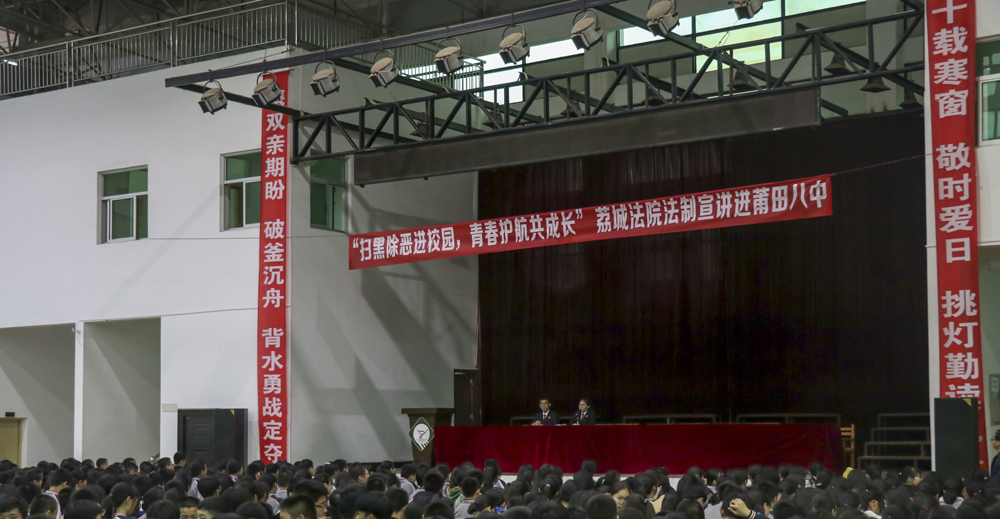 “扫黑除恶进校园，青春护航共成长” 荔城法院法制宣讲进莆田八中
双亲期盼 破釜沉舟 背水勇战定夺
十载寒窗 敬时爱日 挑灯勤读